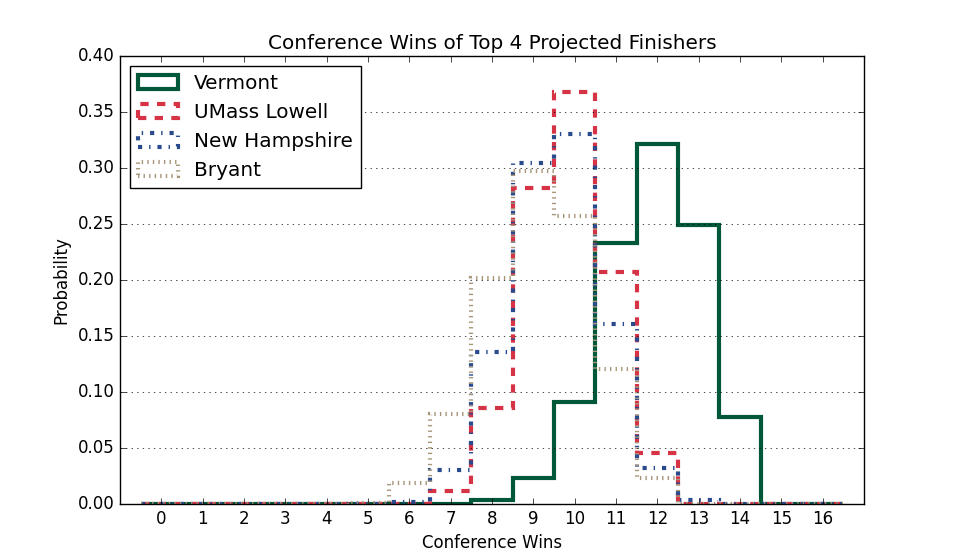 Conference Wins of Top 4 Projected Finishers
Vermont
UMass Lowell
New Hampshire
Bryant
0.40
0.35
0.30
0.25
0.20
0.15
0.10
0.05
0.00
Probability
0 1 2 3 4 5 6 7 8 9 10 11 12 13 14 15 16
Conference Wins